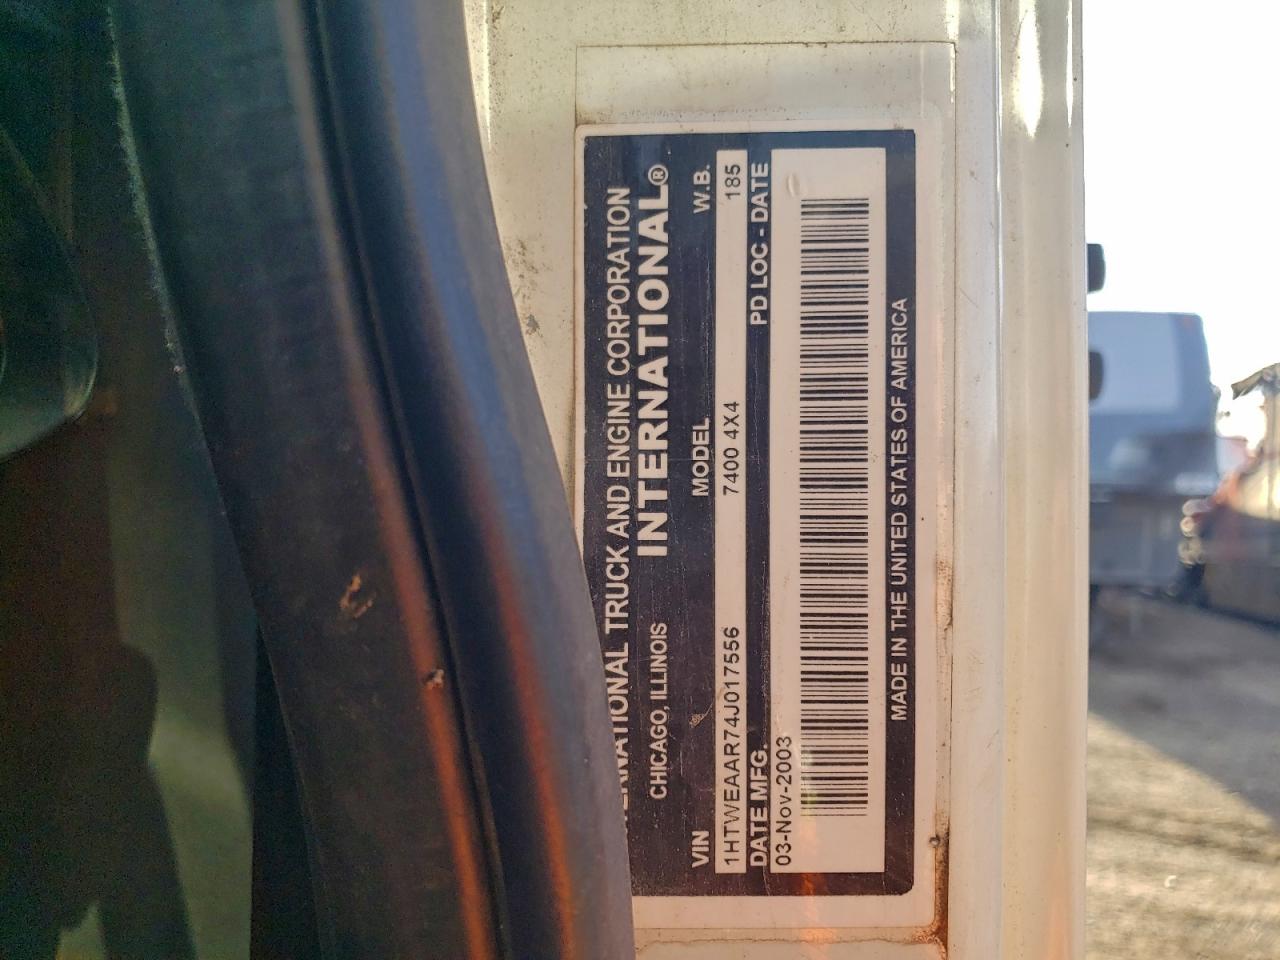 ERNATIONAL TRUCK AND ENGINE CORPORATION
CHICAGO, ILLINOIS INTERNATIONAL®
VIN MODEL W.B.
1HTWEAAR74J017556 7400 4X4 185
DATE MFG. PD LOC - DATE
03-Nov-2003
MADE IN THE UNITED STATES OF AMERICA